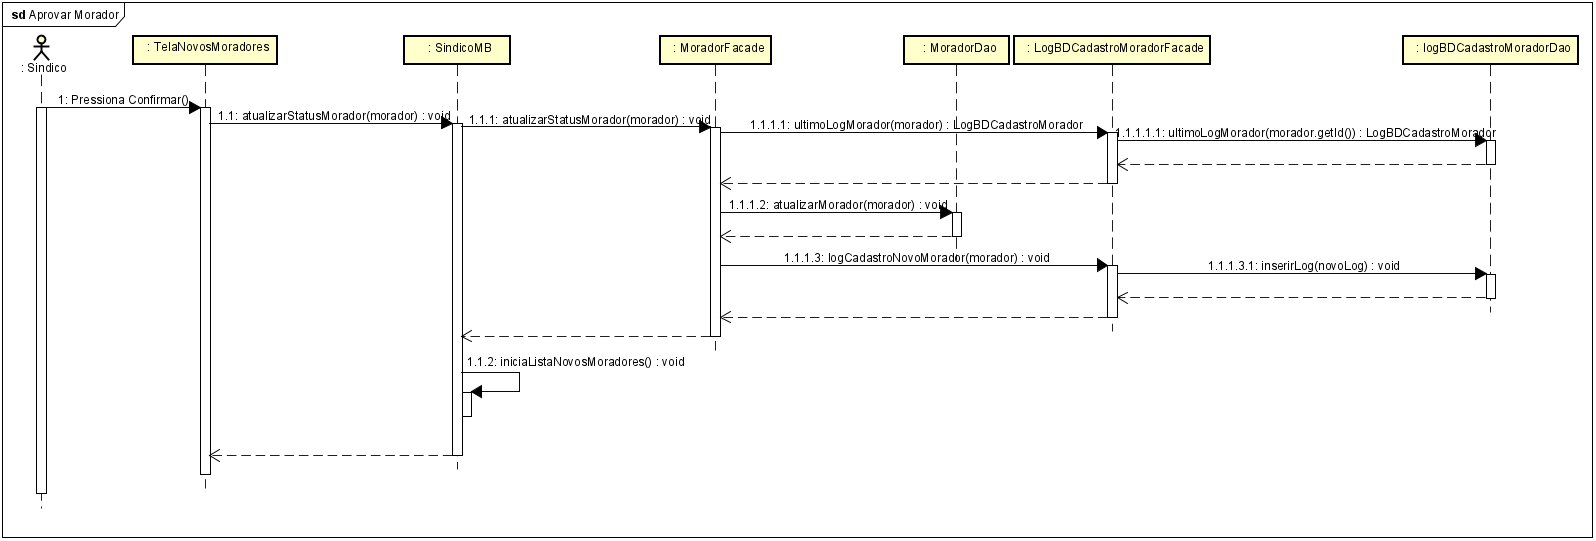 sd Aprovar Morador
: Sindico
: TelaNovosMoradores
: SindicoMB
: MoradorFacade
: MoradorDao
: LogBDCadastroMoradorFacade
: logBDCadastroMoradorDao
1: Pressiona Confirmar()
1.1: atualizarStatusMorador(morador) : void
1.1.1: atualizarStatusMorador(morador) : void
1.1.1.1: ultimoLogMorador(morador) : LogBDCadastroMorador
1.1.1.1.1: ultimoLogMorador(morador.getId()) : LogBDCadastroMorador
1.1.1.2: atualizarMorador(morador) : void
1.1.1.3: logCadastroNovoMorador(morador) : void
1.1.1.3.1: inserirLog(novoLog) : void
1.1.2: iniciaListaNovosMoradores() : void